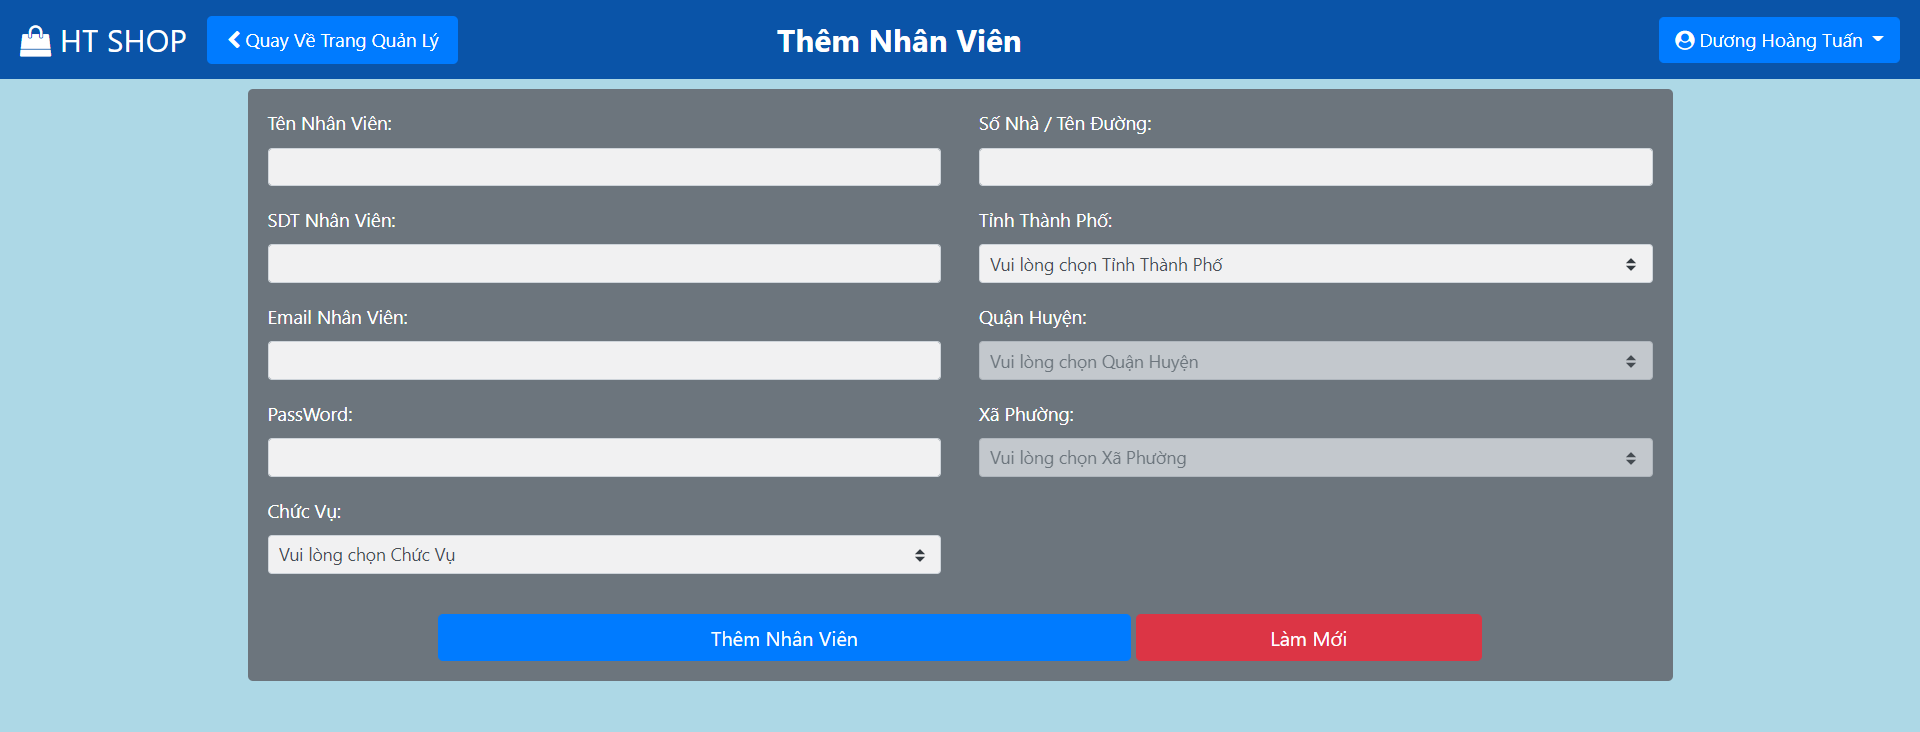 HT SHOP
Quay Về Trang Quản Lý
Thêm Nhân Viên
Dương Hoàng Tuấn
Tên Nhân Viên:
SDT Nhân Viên:
Email Nhân Viên:
PassWord:
Chức Vụ:
Vui lòng chọn Chức Vụ
Số Nhà / Tên Đường:
Tỉnh Thành Phố:
Vui lòng chọn Tỉnh Thành Phố
Quận Huyện:
Vui lòng chọn Quận Huyện
Xã Phường:
Vui lòng chọn Xã Phường
Thêm Nhân Viên
Làm Mới